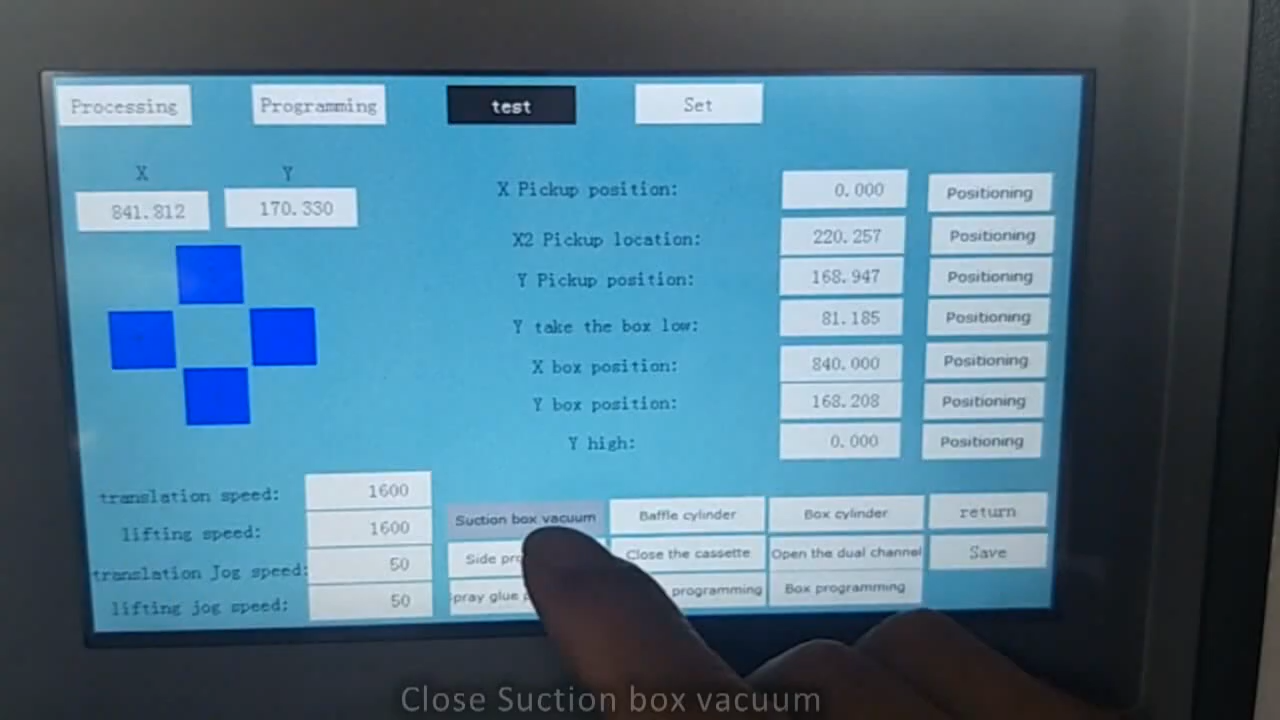 Processing Programming test Set
X Y
841.812 170.330
X Pickup position: 0.000 Positioning
X2 Pickup location: 220.257 Positioning
Y Pickup position: 168.947 Positioning
Y take the box low: 81.185 Positioning
X box position: 840.000 Positioning
Y box position: 168.208 Positioning
Y high: 0.000 Positioning
translation speed: 1600
lifting speed: 1600
translation Jog speed: 50
lifting jog speed: 50
Suction box vacuum Baffle cylinder Box cylinder return
Side Close the cassette Open the dual channel Save
glue programming Box programming
Close Suction box vacuum